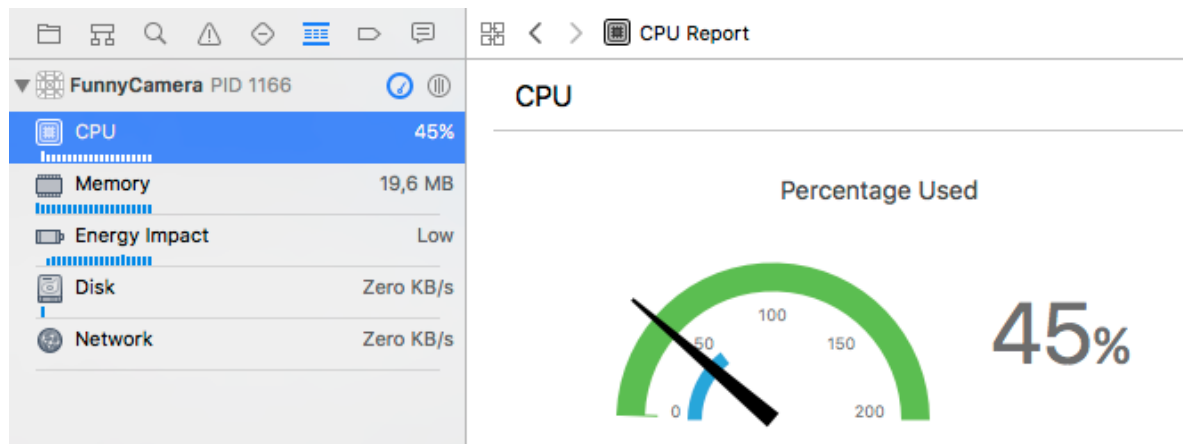 FunnyCamera PID 1166
CPU 45%
Memory 19,6 MB
Energy Impact Low
Disk Zero KB/s
Network Zero KB/s
CPU Report
CPU
Percentage Used
0
50
100
150
200
45%